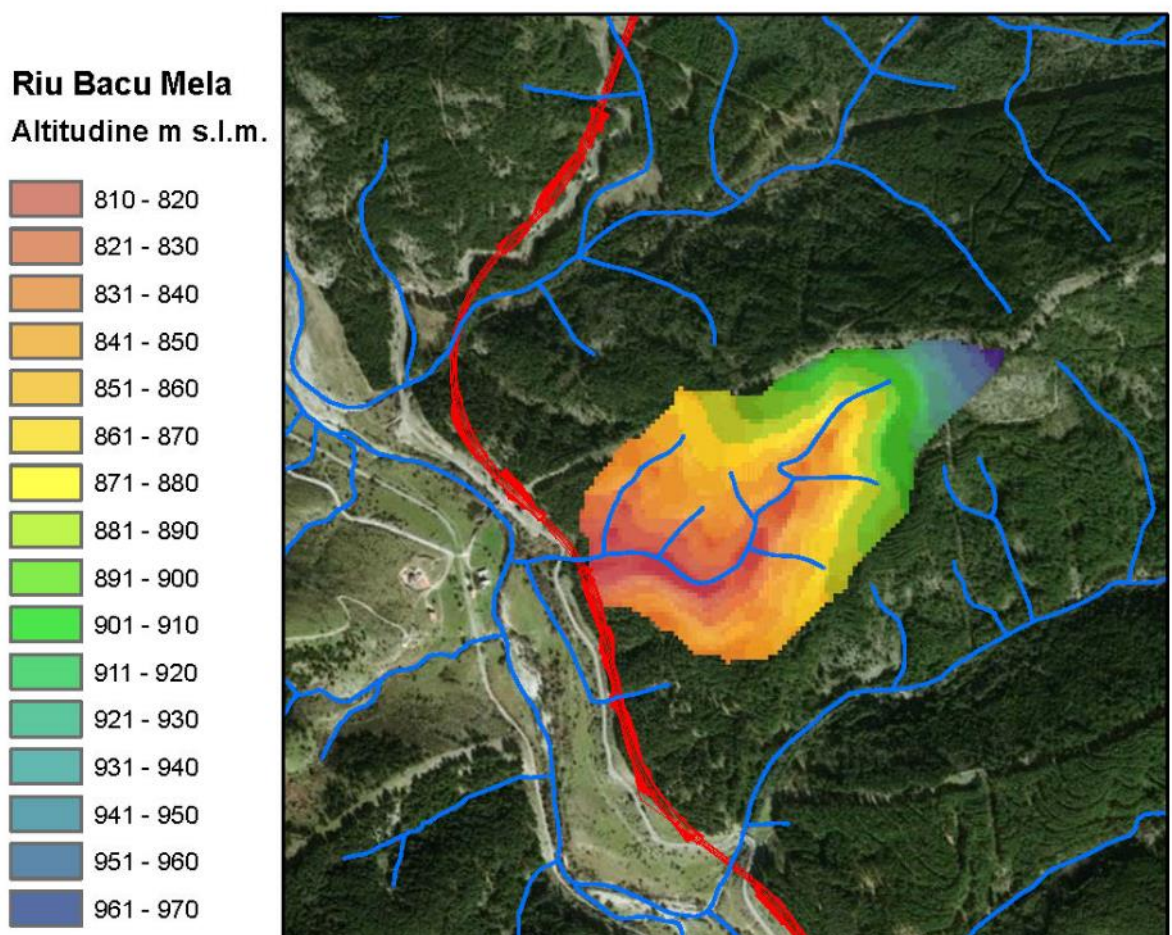 Riu Bacu Mela
Altitudine m s.l.m.
810 - 820
821 - 830
831 - 840
841 - 850
851 - 860
861 - 870
871 - 880
881 - 890
891 - 900
901 - 910
911 - 920
921 - 930
931 - 940
941 - 950
951 - 960
961 - 970